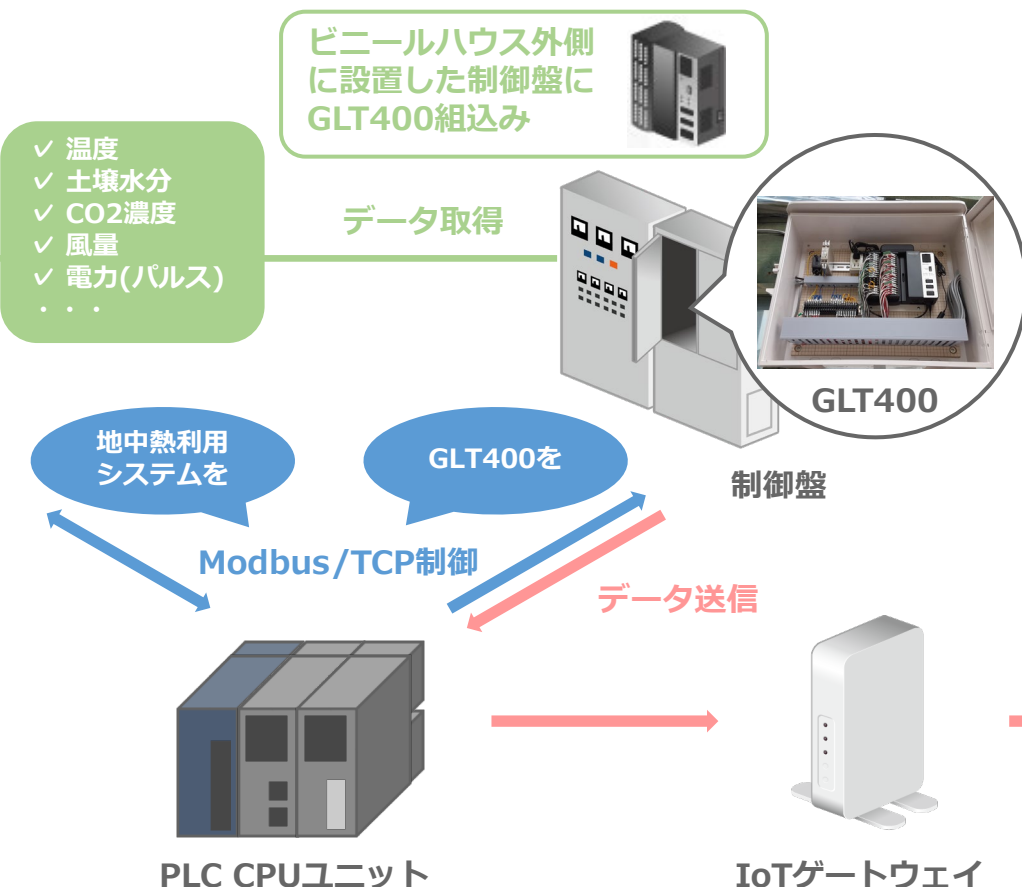 ビニールハウス外側
に設置した制御盤に
GLT400組込み
✓ 温度
✓ 土壌水分
✓ CO2濃度
✓ 風量
✓ 電力(パルス)
・・・
データ取得
GLT400
制御盤
地中熱利用
システムを
GLT400を
Modbus/TCP制御
データ送信
PLC CPUユニット
IoTゲートウェイ